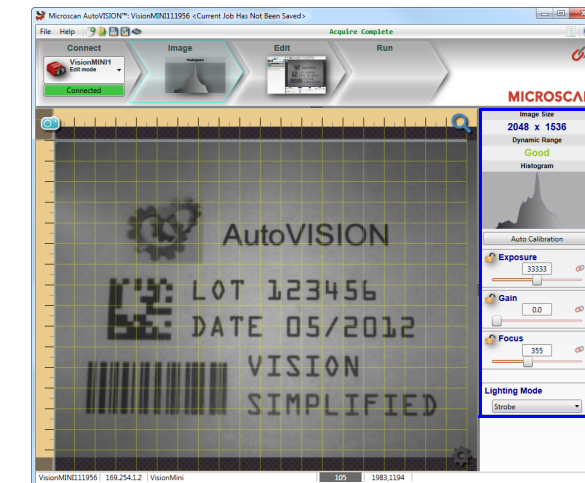 Microscan AutoVISION™: VisionMINI111956 <Current Job Has Not Been Saved>
File Help Acquire Complete
Connect Image Edit Run
VisionMINI1
Edit mode
Connected
Histogram
MICROSCAN
Image Size
2048 x 1536
Dynamic Range
Good
Histogram
Auto Calibration
Exposure
33333
Gain
0.0
Focus
355
Lighting Mode
Strobe
AutoVISION
LOT 123456
DATE 05/2012
VISION
SIMPLIFIED
VisionMINI111956 169.254.1.2 VisionMini 105 1983,1194